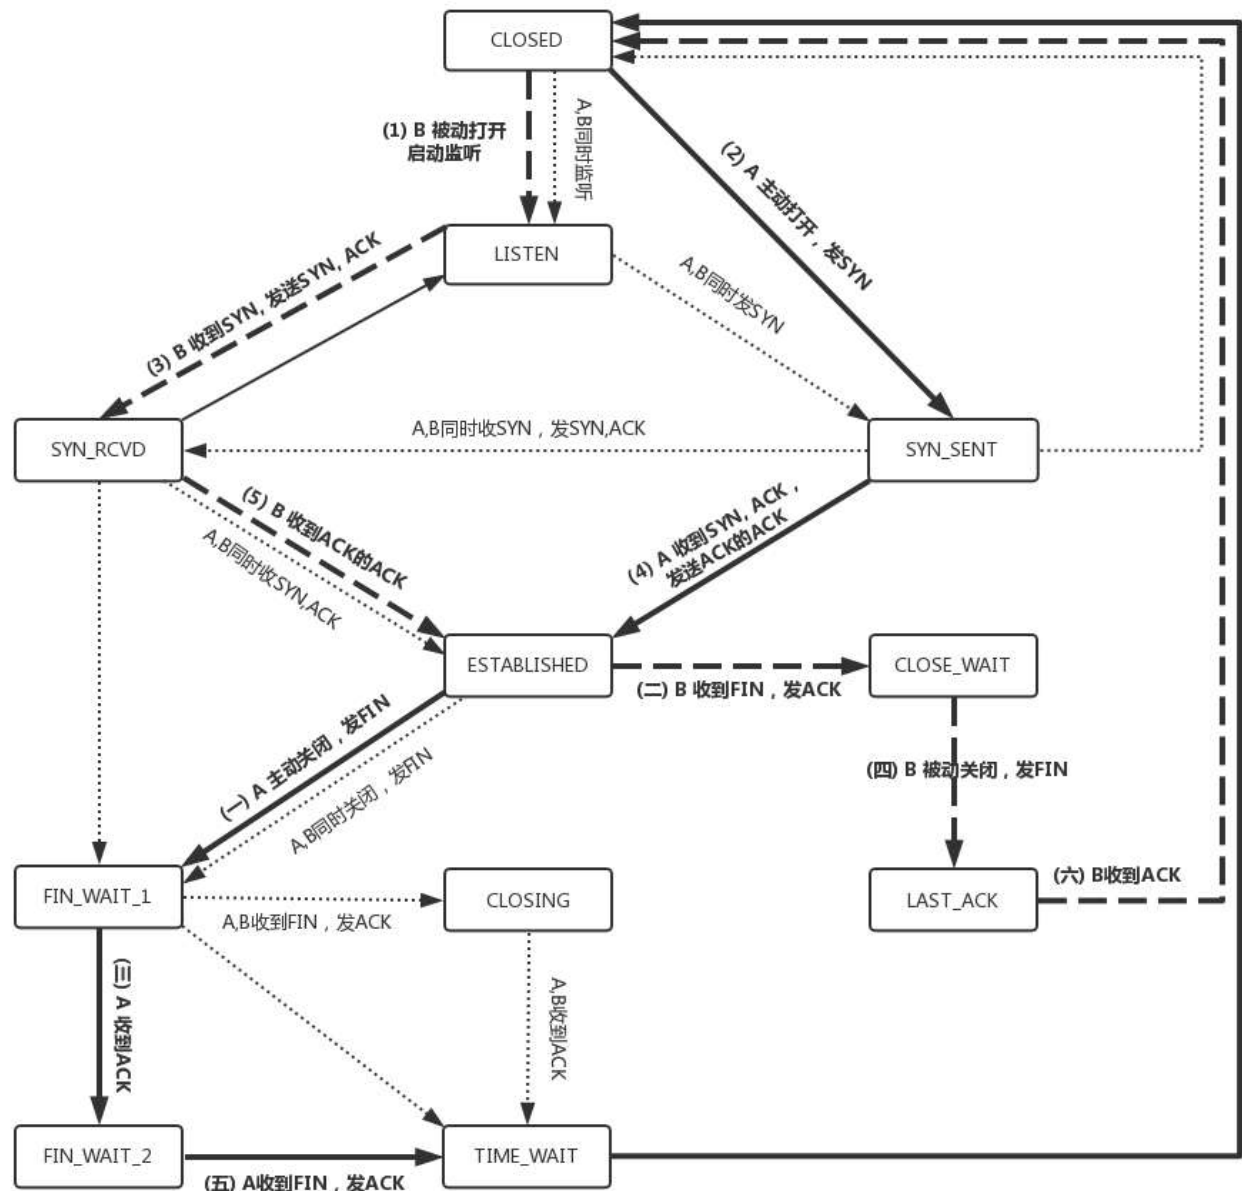 CLOSED
(1) B 被动打开
启动监听
A,B同时监听
(2) A 主动打开，发SYN
LISTEN
(3) B 收到SYN, 发送SYN, ACK
A,B同时发SYN
SYN_RCVD
A,B同时收SYN，发SYN,ACK
SYN_SENT
(5) B 收到ACK的ACK
A,B同时收SYN,ACK
(4) A 收到SYN, ACK，
发送ACK的ACK
ESTABLISHED
(二) B 收到FIN，发ACK
CLOSE_WAIT
(一) A 主动关闭，发FIN
A,B同时关闭，发FIN
(四) B 被动关闭，发FIN
FIN_WAIT_1
A,B收到FIN，发ACK
CLOSING
LAST_ACK
(六) B收到ACK
(三) A 收到ACK
A,B收到ACK
FIN_WAIT_2
(五) A收到FIN，发ACK
TIME_WAIT